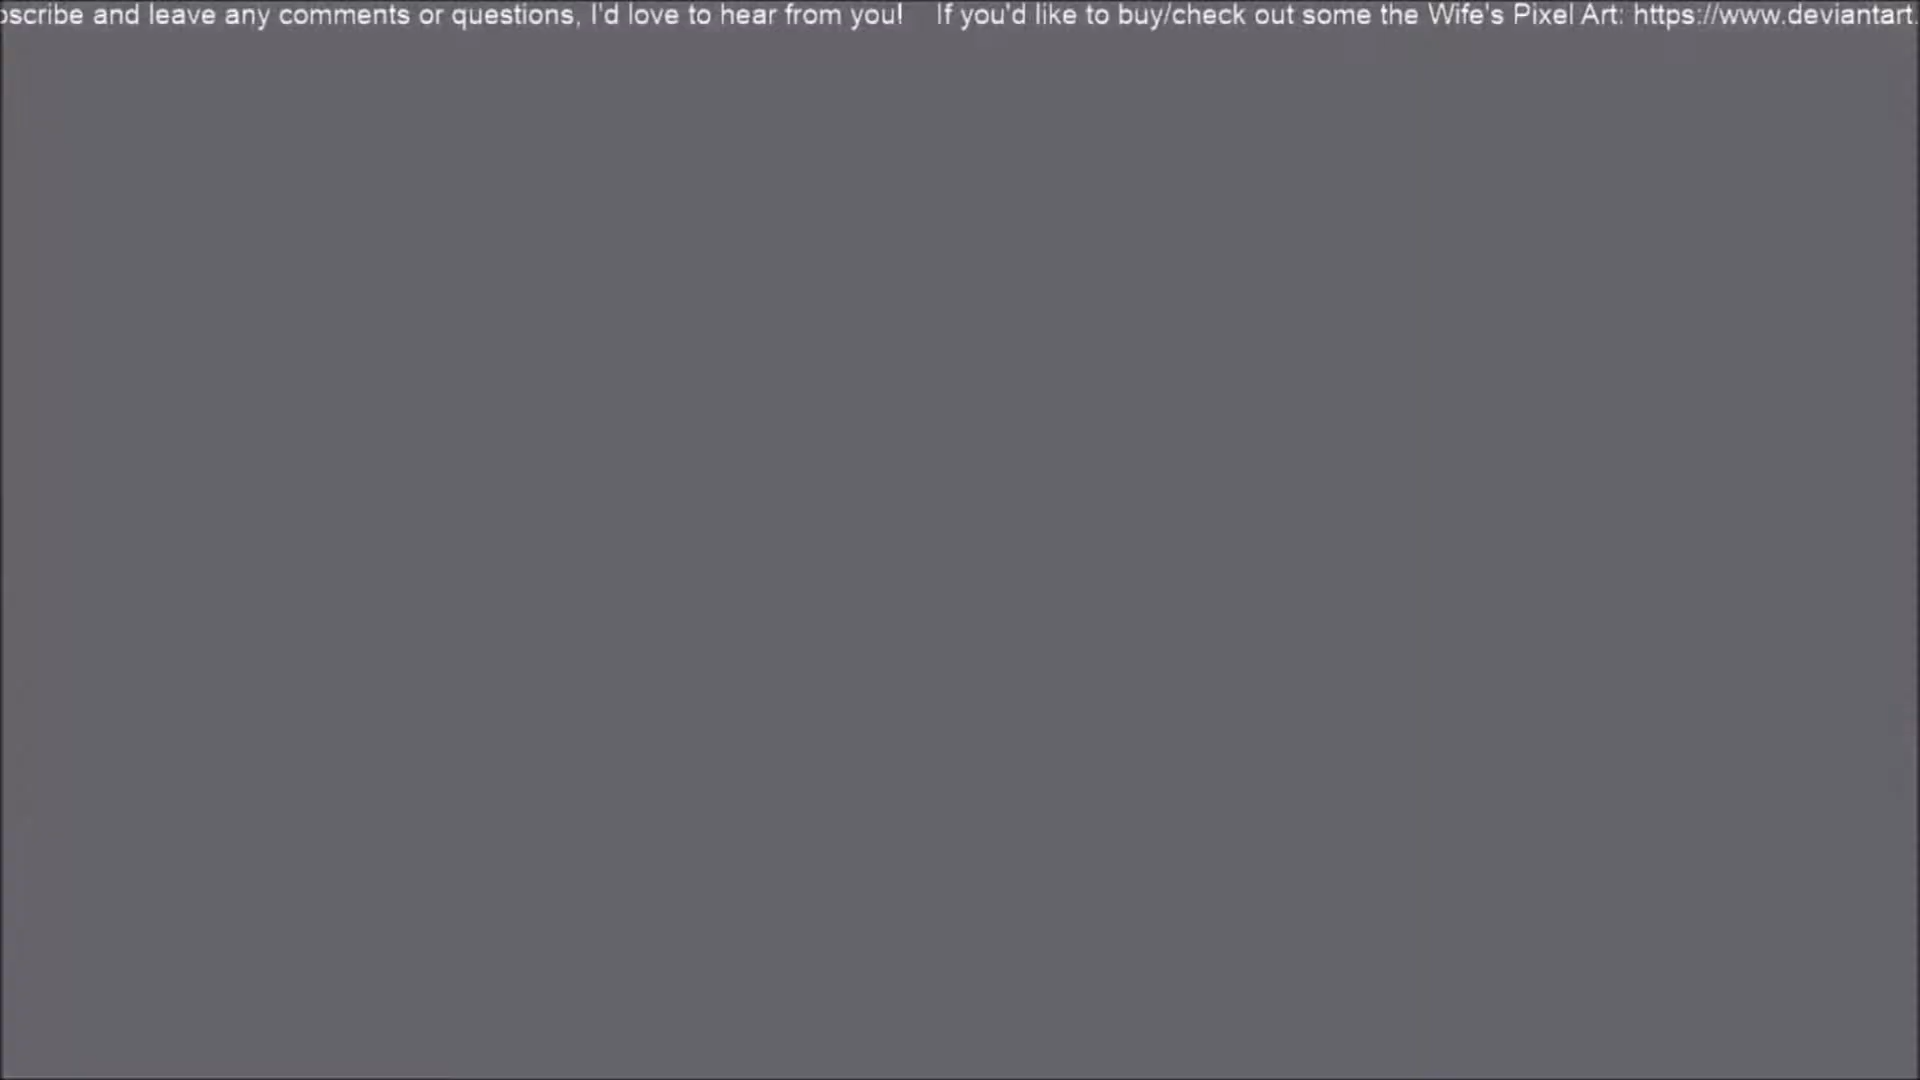 scribe and leave any comments or questions, I'd love to hear from you! If you'd like to buy/check out some the Wife's Pixel Art: https://www.deviantart.